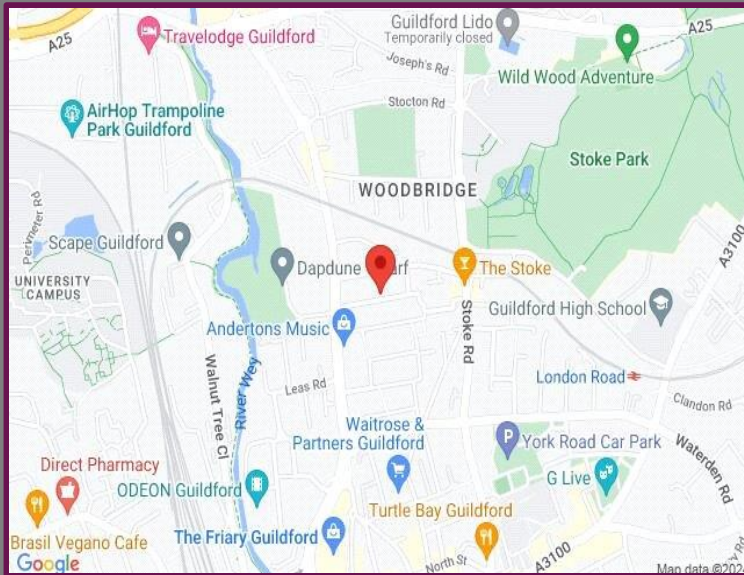 A25
Travelodge Guildford
Guildford Lido
Temporarily closed
A25
Joseph's Rd
Wild Wood Adventure
AirHop Trampoline
Park Guildford
Stocton Rd
Stoke Park
WOODBRIDGE
Perimeter Rd
Scape Guildford
A3100
UNIVERSITY
CAMPUS
Dapdune
The Stoke
Guildford High School
Andertons Music
Stoke Rd
London Road
River Wey
Walnut Tree Cl
Leas Rd
Clandon Rd
Waitrose &
Partners Guildford
York Road Car Park
Waterden Rd
Direct Pharmacy
ODEON Guildford
G Live
Turtle Bay Guildford
The Friary Guildford
Brasil Vegano Cafe
North St
A3100
Google
Map data ©2024